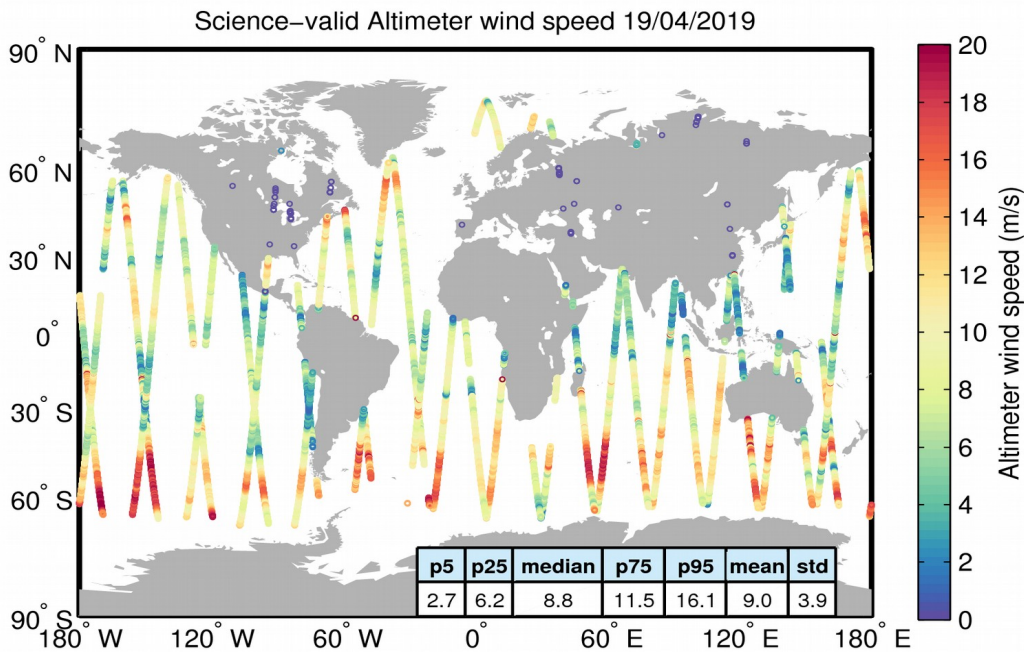 Science−valid Altimeter wind speed 19/04/2019
90° N
60° N
30° N
0°
30° S
60° S
90° S
180° W
120° W
60° W
0°
60° E
120° E
180° E
p5 p25 median p75 p95 mean std
2.7 6.2 8.8 11.5 16.1 9.0 3.9
20
18
16
14
12
10
8
6
4
2
0
Altimeter wind speed (m/s)